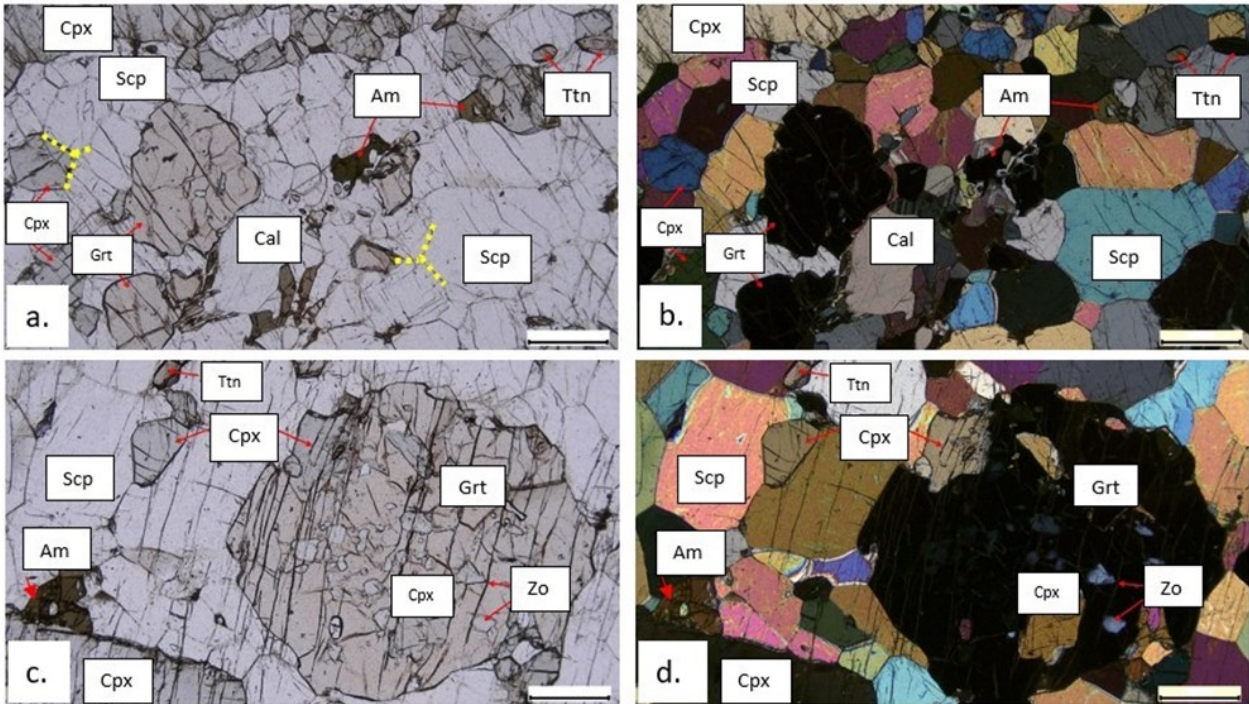 Cpx
Scp
Am
Ttn
Cpx
Grt
Cal
Scp
a.
Cpx
Scp
Am
Ttn
Cpx
Grt
Cal
Scp
b.
Ttn
Cpx
Scp
Grt
Am
Cpx
Zo
Cpx
c.
Ttn
Cpx
Scp
Grt
Am
Cpx
Zo
Cpx
d.